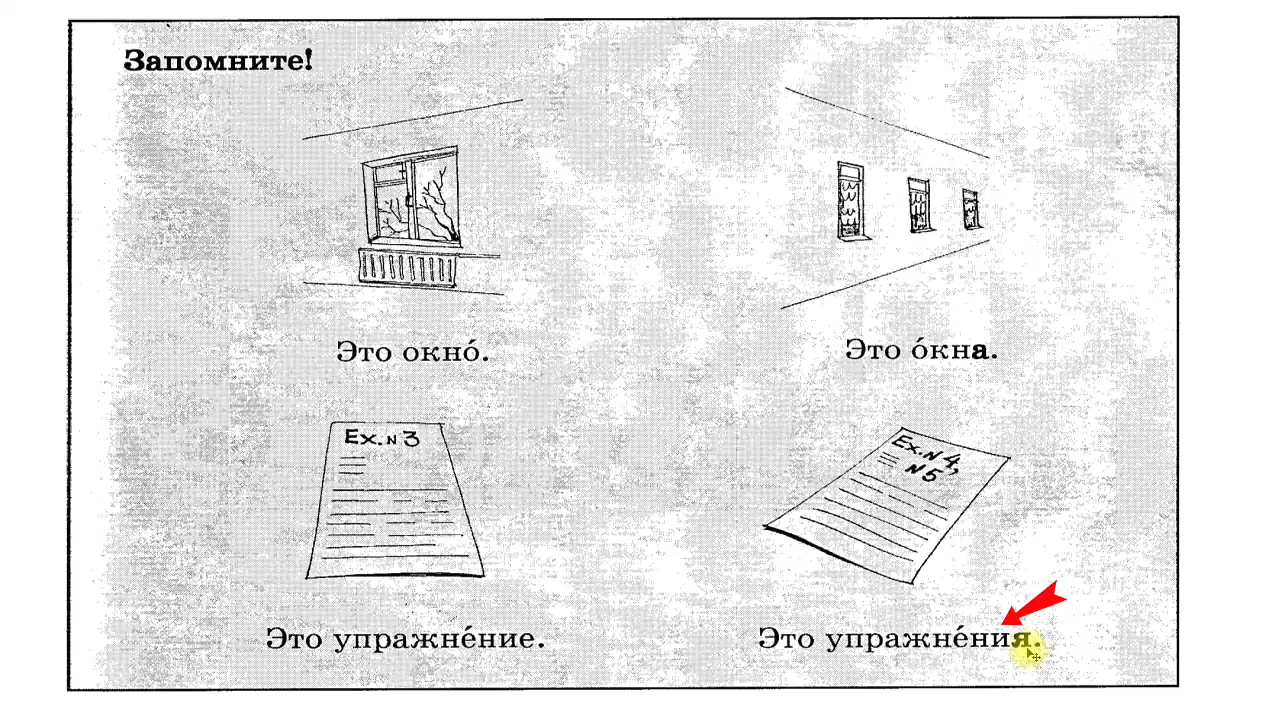 Запомните!
Это окно́.
Это о́кна.
Ex. N 3
Ex. N 4,
N 5
Это упражне́ние.
Это упражне́ния.